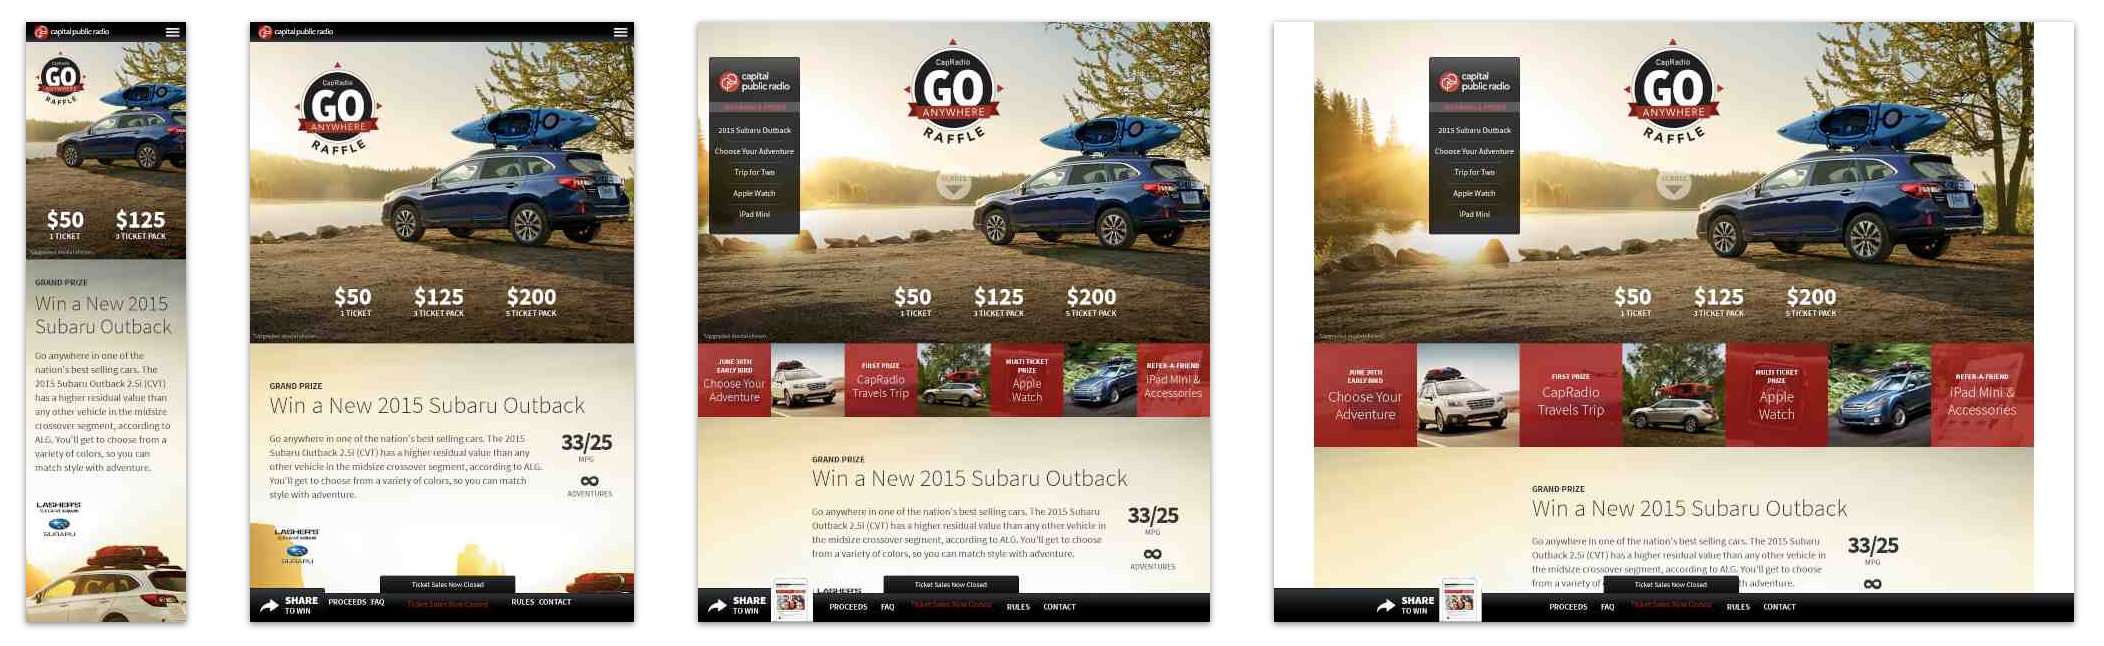 capital public radio
CapRadio
GO
ANYWHERE
RAFFLE
$50
1 TICKET
$125
3 TICKET PACK
*Upgraded model shown
GRAND PRIZE
Win a New 2015
Subaru Outback
Go anywhere in one of the
nation's best selling cars. The
2015 Subaru Outback 2.5i (CVT)
has a higher residual value than
any other vehicle in the midsize
crossover segment, according to
ALG. You'll get to choose from a
variety of colors, so you can
match style with adventure.
LASHER'S
SUBARU
capital public radio
CapRadio
GO
ANYWHERE
RAFFLE
$50
1 TICKET
$125
3 TICKET PACK
$200
5 TICKET PACK
*Upgraded model shown
GRAND PRIZE
Win a New 2015 Subaru Outback
Go anywhere in one of the nation's best selling cars. The 2015
Subaru Outback 2.5i (CVT) has a higher residual value than any
other vehicle in the midsize crossover segment, according to ALG.
You'll get to choose from a variety of colors, so you can match
style with adventure.
33/25
MPG
∞
ADVENTURES
LASHER'S
SUBARU
Ticket Sales Now Closed
SHARE
TO WIN
PROCEEDS FAQ
Ticket Sales Now Closed
RULES CONTACT
capital
public radio
2015 Subaru Outback
Choose Your Adventure
Trip for Two
Apple Watch
iPad Mini
CapRadio
GO
ANYWHERE
RAFFLE
SCROLL
$50
1 TICKET
$125
3 TICKET PACK
$200
5 TICKET PACK
*Upgraded model shown
JUNE 30TH
EARLY BIRD
Choose Your
Adventure
FIRST PRIZE
CapRadio
Travels Trip
MULTI TICKET
PRIZE
Apple
Watch
REFER-A-FRIEND
iPad Mini &
Accessories
GRAND PRIZE
Win a New 2015 Subaru Outback
Go anywhere in one of the nation's best selling cars. The 2015 Subaru
Outback 2.5i (CVT) has a higher residual value than any other vehicle in
the midsize crossover segment, according to ALG. You'll get to choose
from a variety of colors, so you can match style with adventure.
33/25
MPG
∞
ADVENTURES
LASHER'S
Ticket Sales Now Closed
SHARE
TO WIN
PROCEEDS FAQ
Ticket Sales Now Closed
RULES CONTACT
capital
public radio
2015 Subaru Outback
Choose Your Adventure
Trip for Two
Apple Watch
iPad Mini
CapRadio
GO
ANYWHERE
RAFFLE
SCROLL
$50
1 TICKET
$125
3 TICKET PACK
$200
5 TICKET PACK
*Upgraded model shown
JUNE 30TH
EARLY BIRD
Choose Your
Adventure
FIRST PRIZE
CapRadio
Travels Trip
MULTI TICKET
PRIZE
Apple
Watch
REFER-A-FRIEND
iPad Mini &
Accessories
GRAND PRIZE
Win a New 2015 Subaru Outback
Go anywhere in one of the nation's best selling cars. The 2015 Subaru
Outback 2.5i (CVT) has a higher residual value than any other vehicle in
the midsize crossover segment, according to ALG. You'll get to choose
from a variety of th adventure.
33/25
∞
Ticket Sales Now Closed
SHARE
TO WIN
PROCEEDS FAQ
Ticket Sales Now Closed
RULES CONTACT